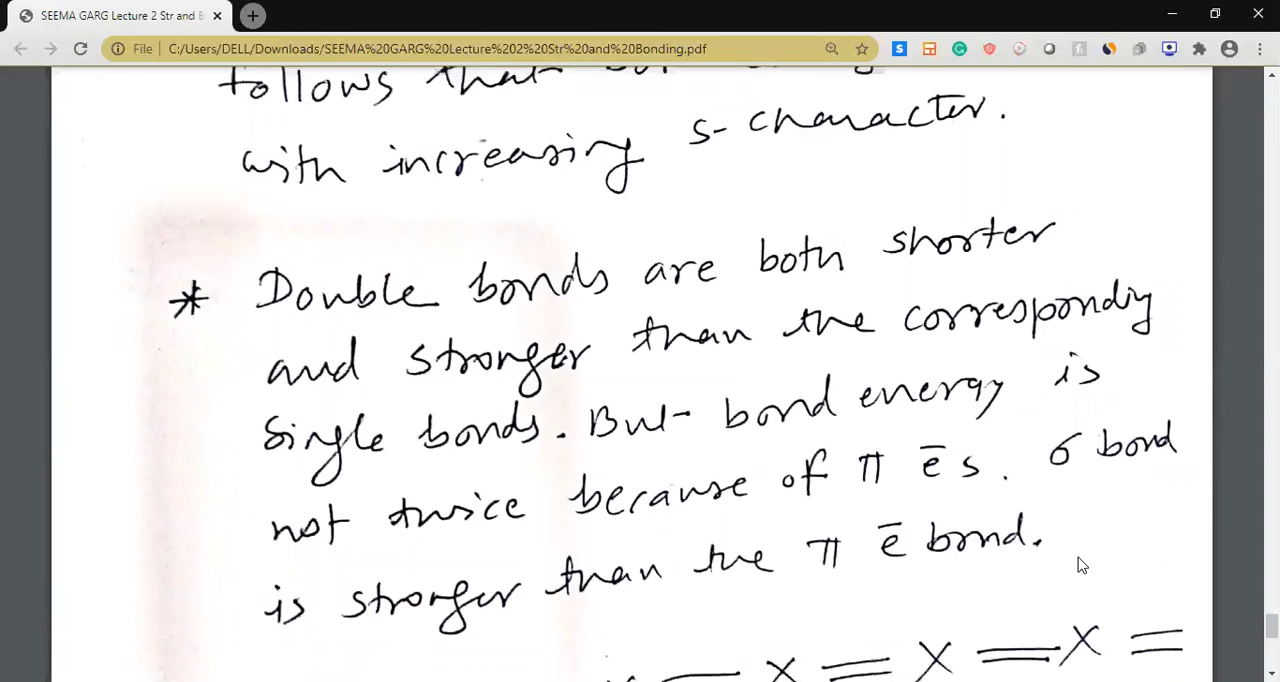 SEEMA GARG Lecture 2 Str and B
File C:/Users/DELL/Downloads/SEEMA%20GARG%20Lecture%202%20Str%20and%20Bonding.pdf
follows that
with increasing s-character.
* Double bonds are both shorter
and stronger than the correspondig
single bonds. But bond energy is
not twice because of π ē s. σ bond
is stronger than the π ē bond.
X = X = X =